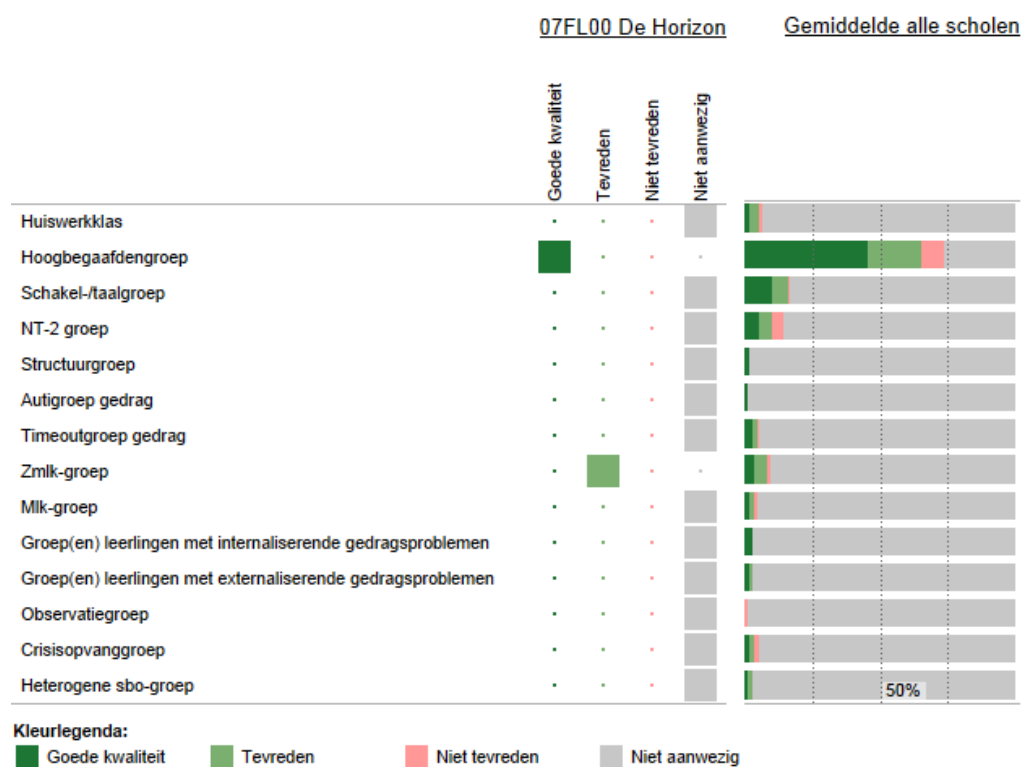 07FL00 De Horizon
Gemiddelde alle scholen
Goede kwaliteit
Tevreden
Niet tevreden
Niet aanwezig
Huiswerkklas
Hoogbegaafdengroep
Schakel-/taalgroep
NT-2 groep
Structuurgroep
Autigroep gedrag
Timeoutgroep gedrag
Zmlk-groep
Mlk-groep
Groep(en) leerlingen met internaliserende gedragsproblemen
Groep(en) leerlingen met externaliserende gedragsproblemen
Observatiegroep
Crisisopvanggroep
Heterogene sbo-groep
50%
Kleurlegenda:
Goede kwaliteit
Tevreden
Niet tevreden
Niet aanwezig